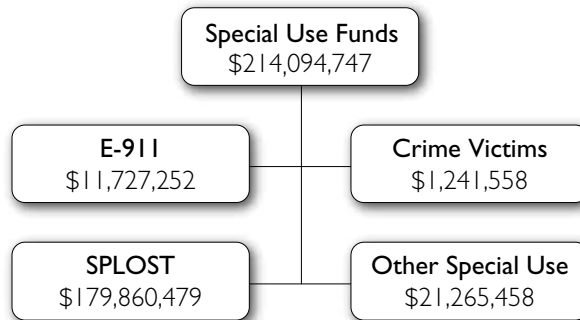 Special Use Funds
$214,094,747
E-911
$11,727,252
Crime Victims
$1,241,558
SPLOST
$179,860,479
Other Special Use
$21,265,458